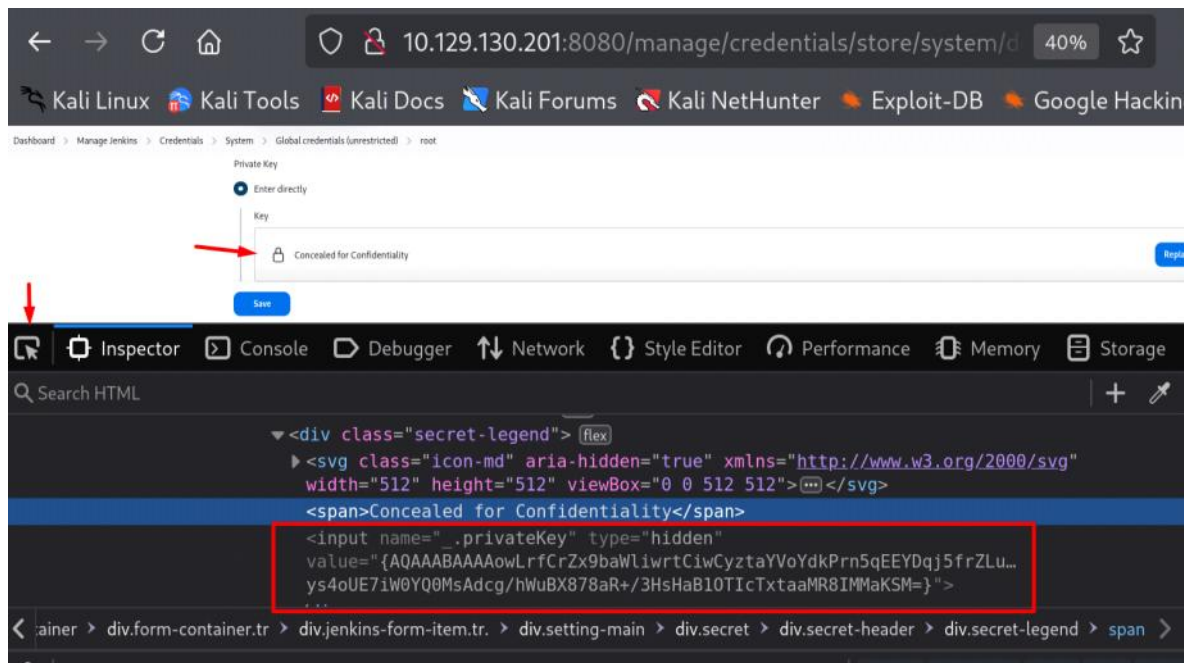 10.129.130.201:8080/manage/credentials/store/system/d 40%
Kali Linux Kali Tools Kali Docs Kali Forums Kali NetHunter Exploit-DB Google Hackin
Dashboard > Manage Jenkins > Credentials > System > Global credentials (unrestricted) > root
Private Key
Enter directly
Key
Concealed for Confidentiality
Repla
Save
Inspector Console Debugger Network {} Style Editor Performance Memory Storage
Search HTML
<div class="secret-legend"> flex
<svg class="icon-md" aria-hidden="true" xmlns="http://www.w3.org/2000/svg"
width="512" height="512" viewBox="0 0 512 512">…</svg>
<span>Concealed for Confidentiality</span>
<input name="_.privateKey" type="hidden"
value="{AQAAABAAAAowLrfCrZx9baWliwrtCiwCyztaYVoYdkPrn5qEEYDqj5frZLu…
ys4oUE7iW0YQ0MsAdcg/hWuBX878aR+/3HsHaB1OTIcTxtaaMR8IMMaKSM=}">
:ainer > div.form-container.tr > div.jenkins-form-item.tr. > div.setting-main > div.secret > div.secret-header > div.secret-legend > span